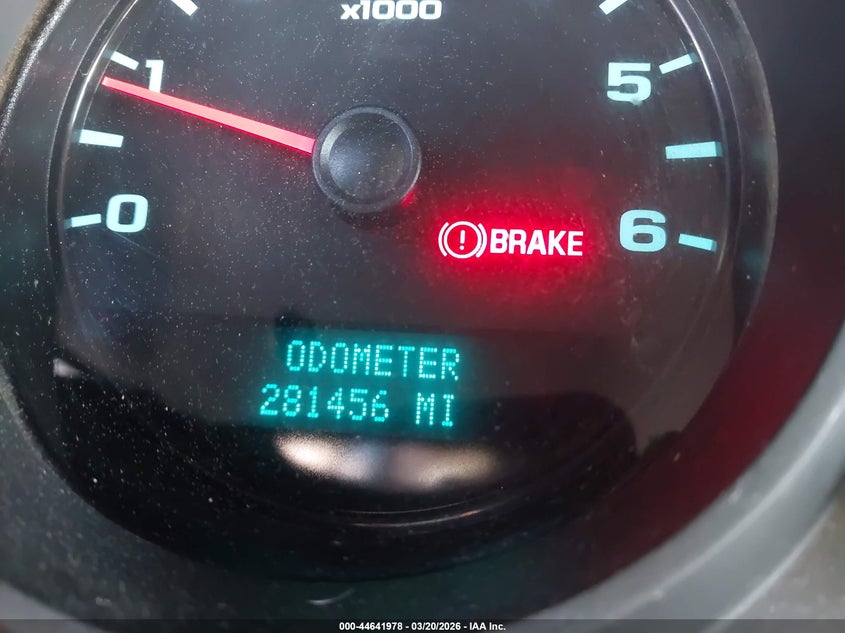 x1000
1
5
0
6
(!) BRAKE
ODOMETER
281456 MI
000-44641978 - 03/20/2026 - IAA Inc.